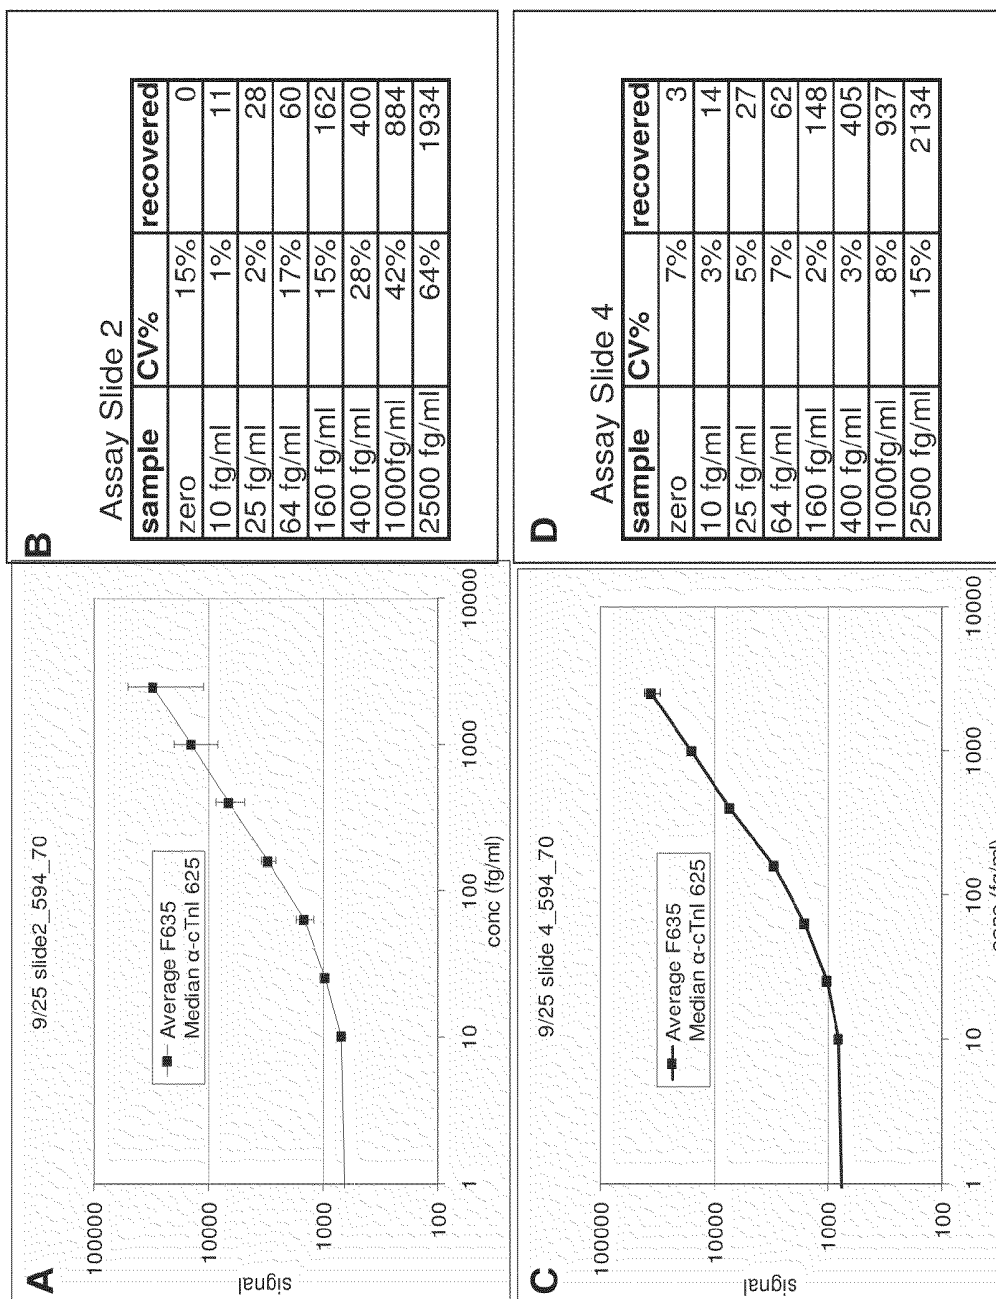 A
9/25 slide2_594_70
signal
100000
10000
1000
100
Average F635
Median α-cTnI 625
1 10 100 1000 10000
conc (fg/ml)
B
Assay Slide 2
sample CV% recovered
zero 15% 0
10 fg/ml 1% 11
25 fg/ml 2% 28
64 fg/ml 17% 60
160 fg/ml 15% 162
400 fg/ml 28% 400
1000fg/ml 42% 884
2500 fg/ml 64% 1934
C
9/25 slide 4_594_70
signal
100000
10000
1000
100
Average F635
Median α-cTnI 625
1 10 100 1000 10000
conc (fg/ml)
D
Assay Slide 4
sample CV% recovered
zero 7% 3
10 fg/ml 3% 14
25 fg/ml 5% 27
64 fg/ml 7% 62
160 fg/ml 2% 148
400 fg/ml 3% 405
1000fg/ml 8% 937
2500 fg/ml 15% 2134